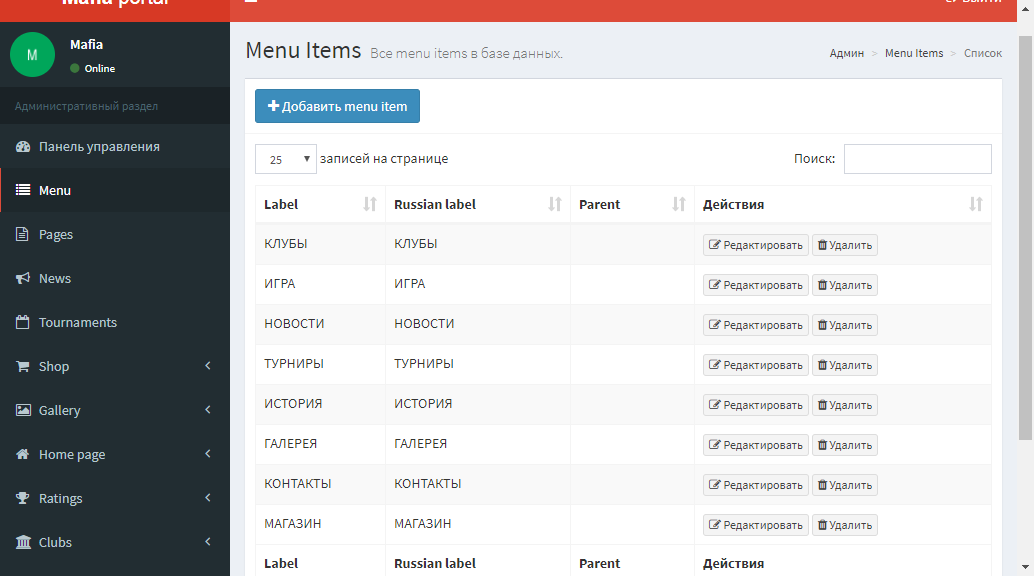 Mafia portal
Выйти
M
Mafia
Online
Административный раздел
Панель управления
Menu
Pages
News
Tournaments
Shop
Gallery
Home page
Ratings
Clubs
Menu Items Все menu items в базе данных.
Админ > Menu Items > Список
Добавить menu item
25 записей на странице
Поиск:
Label Russian label Parent Действия
КЛУБЫ КЛУБЫ Редактировать Удалить
ИГРА ИГРА Редактировать Удалить
НОВОСТИ НОВОСТИ Редактировать Удалить
ТУРНИРЫ ТУРНИРЫ Редактировать Удалить
ИСТОРИЯ ИСТОРИЯ Редактировать Удалить
ГАЛЕРЕЯ ГАЛЕРЕЯ Редактировать Удалить
КОНТАКТЫ КОНТАКТЫ Редактировать Удалить
МАГАЗИН МАГАЗИН Редактировать Удалить
Label Russian label Parent Действия